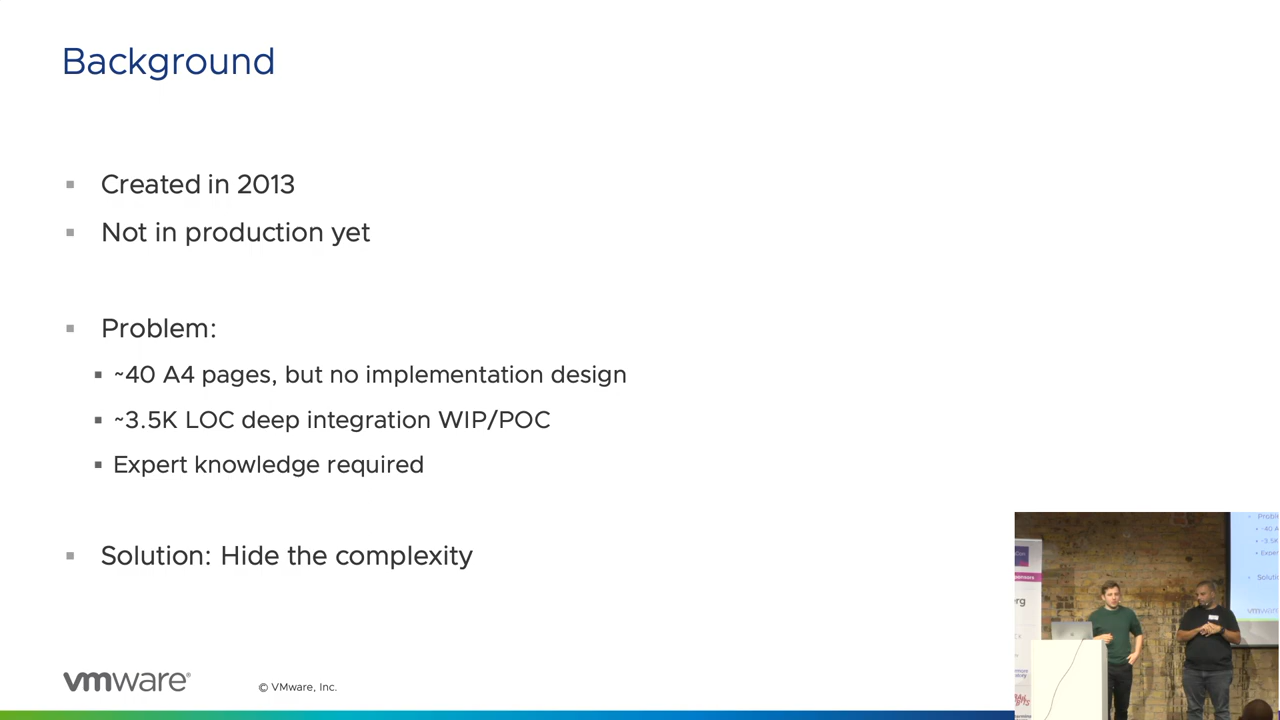 Background
Created in 2013
Not in production yet
Problem:
~40 A4 pages, but no implementation design
~3.5K LOC deep integration WIP/POC
Expert knowledge required
Solution: Hide the complexity
vmware®
© VMware, Inc.